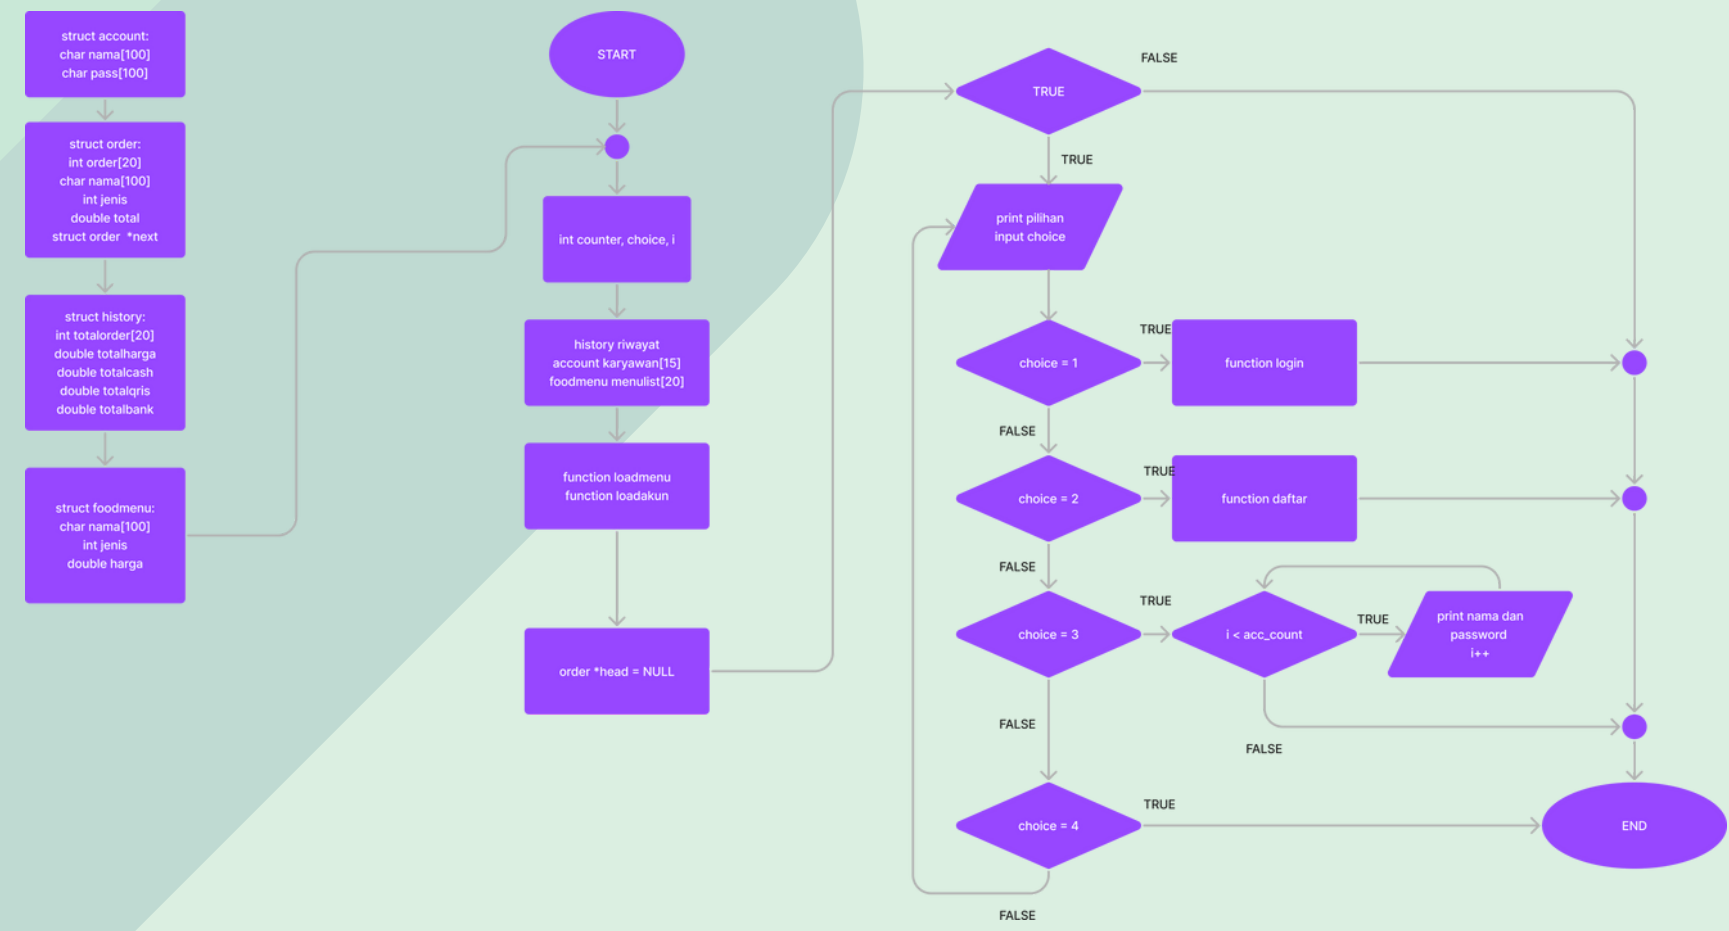 struct account:
char nama[100]
char pass[100]
struct order:
int order[20]
char nama[100]
int jenis
double total
struct order *next
struct history:
int totalorder[20]
double totalharga
double totalcash
double totalqris
double totalbank
struct foodmenu:
char nama[100]
int jenis
double harga
START
int counter, choice, i
history riwayat
account karyawan[15]
foodmenu menulist[20]
function loadmenu
function loadakun
order *head = NULL
TRUE
FALSE
TRUE
print pilihan
input choice
choice = 1
TRUE
function login
FALSE
choice = 2
TRUE
function daftar
FALSE
choice = 3
TRUE
i < acc_count
TRUE
print nama dan
password
i++
FALSE
FALSE
choice = 4
TRUE
END
FALSE